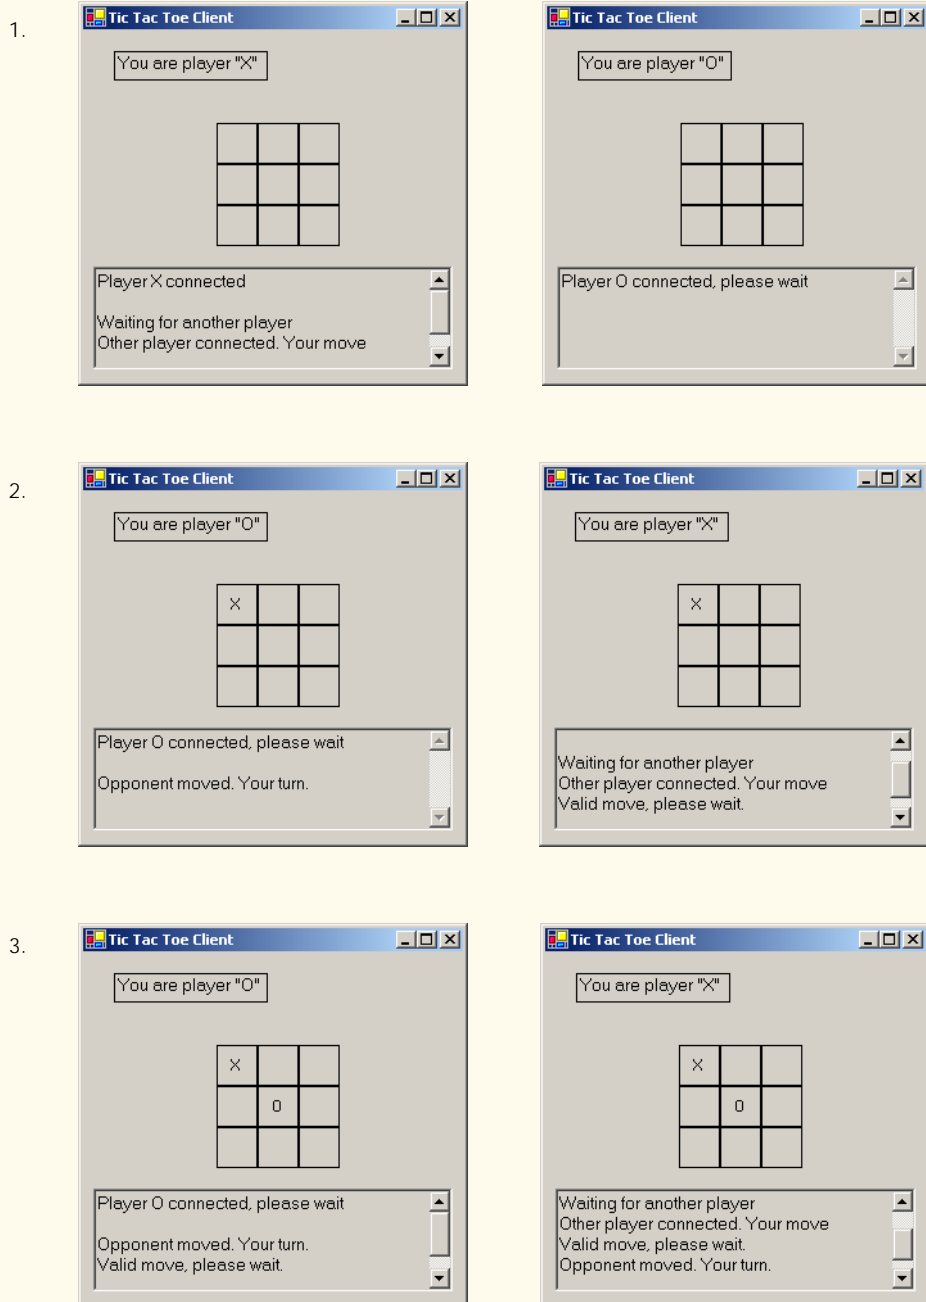 1.
Tic Tac Toe Client
You are player "X"
Player X connected
Waiting for another player
Other player connected. Your move
Tic Tac Toe Client
You are player "O"
Player O connected, please wait
2.
Tic Tac Toe Client
You are player "O"
X
Player O connected, please wait
Opponent moved. Your turn.
Tic Tac Toe Client
You are player "X"
X
Waiting for another player
Other player connected. Your move
Valid move, please wait.
3.
Tic Tac Toe Client
You are player "O"
X
O
Player O connected, please wait
Opponent moved. Your turn.
Valid move, please wait.
Tic Tac Toe Client
You are player "X"
X
O
Waiting for another player
Other player connected. Your move
Valid move, please wait.
Opponent moved. Your turn.